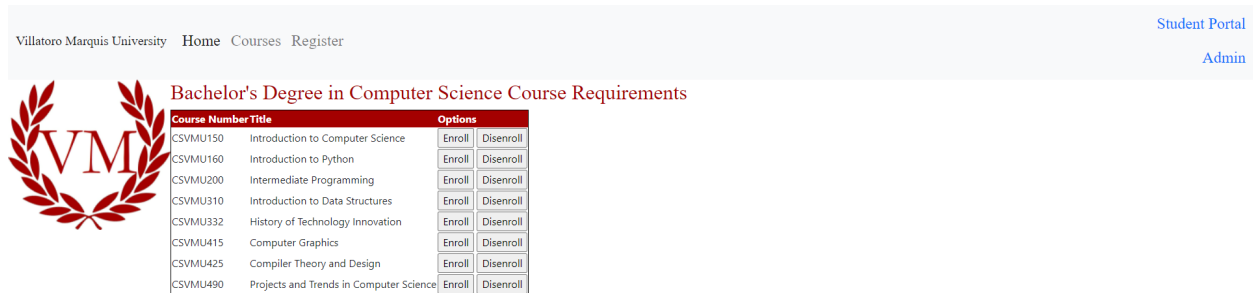 Student Portal
Villatoro Marquis University Home Courses Register
Admin
VM
Bachelor's Degree in Computer Science Course Requirements
Course Number Title Options
CSVMU150 Introduction to Computer Science Enroll Disenroll
CSVMU160 Introduction to Python Enroll Disenroll
CSVMU200 Intermediate Programming Enroll Disenroll
CSVMU310 Introduction to Data Structures Enroll Disenroll
CSVMU332 History of Technology Innovation Enroll Disenroll
CSVMU415 Computer Graphics Enroll Disenroll
CSVMU425 Compiler Theory and Design Enroll Disenroll
CSVMU490 Projects and Trends in Computer Science Enroll Disenroll